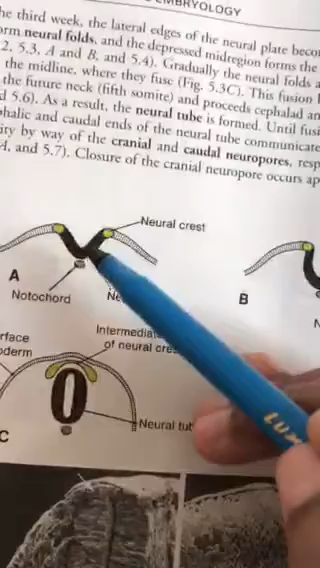 EMBRYOLOGY
he third week, the lateral edges of the neural plate beco
orm neural folds, and the depressed midregion forms the
2, 5.3, A and B, and 5.4). Gradually the neural folds a
the midline, where they fuse (Fig. 5.3C). This fusion
the future neck (fifth somite) and proceeds cephalad an
d 5.6). As a result, the neural tube is formed. Until fusi
phalic and caudal ends of the neural tube communicate
ity by way of the cranial and caudal neuropores, resp
A, and 5.7). Closure of the cranial neuropore occurs ap
Neural crest
A
Notochord
Ne
B
N
rface
oderm
Intermedia
of neural cres
C
Neural tub
LUX